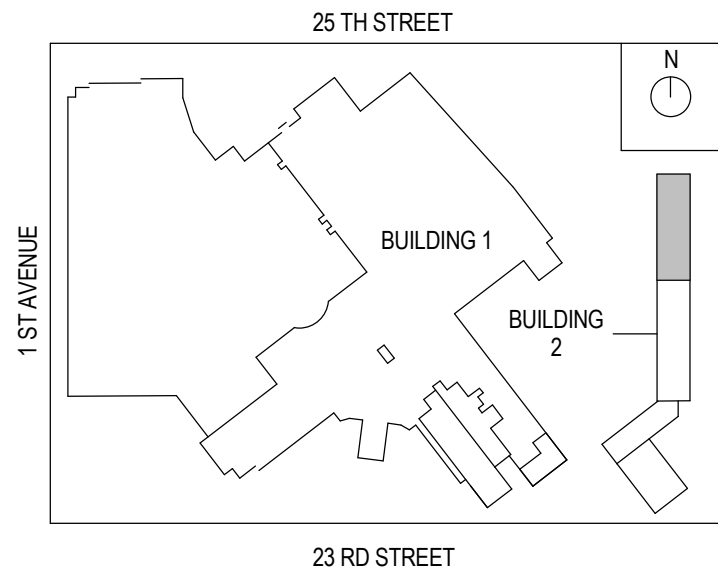 25 TH STREET
N
1 ST AVENUE
BUILDING 1
BUILDING
2
23 RD STREET